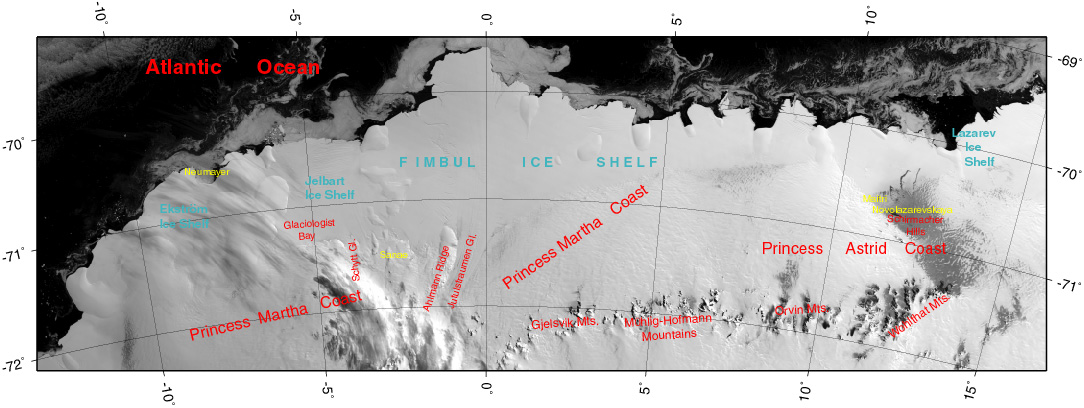 -10°
-5°
0°
5°
10°
-69°
Atlantic Ocean
-70°
Lazarev
Ice
Shelf
FIMBUL ICE SHELF
Neumayer
-70°
Jelbart
Ice Shelf
Ekstrom
Ice Shelf
Glaciologist
Bay
Princess Martha Coast
Schirmacher
Hills
-71°
Schytt Gl.
Sanae
Ahlmann Ridge
Jutulstraumen Gl.
Princess Astrid Coast
-71°
Princess Martha Coast
Gjelsvik Mts.
Mühlig-Hofmann
Mountains
Orvin Mts.
Wohlthat Mts.
-72°
-10°
-5°
0°
5°
10°
15°